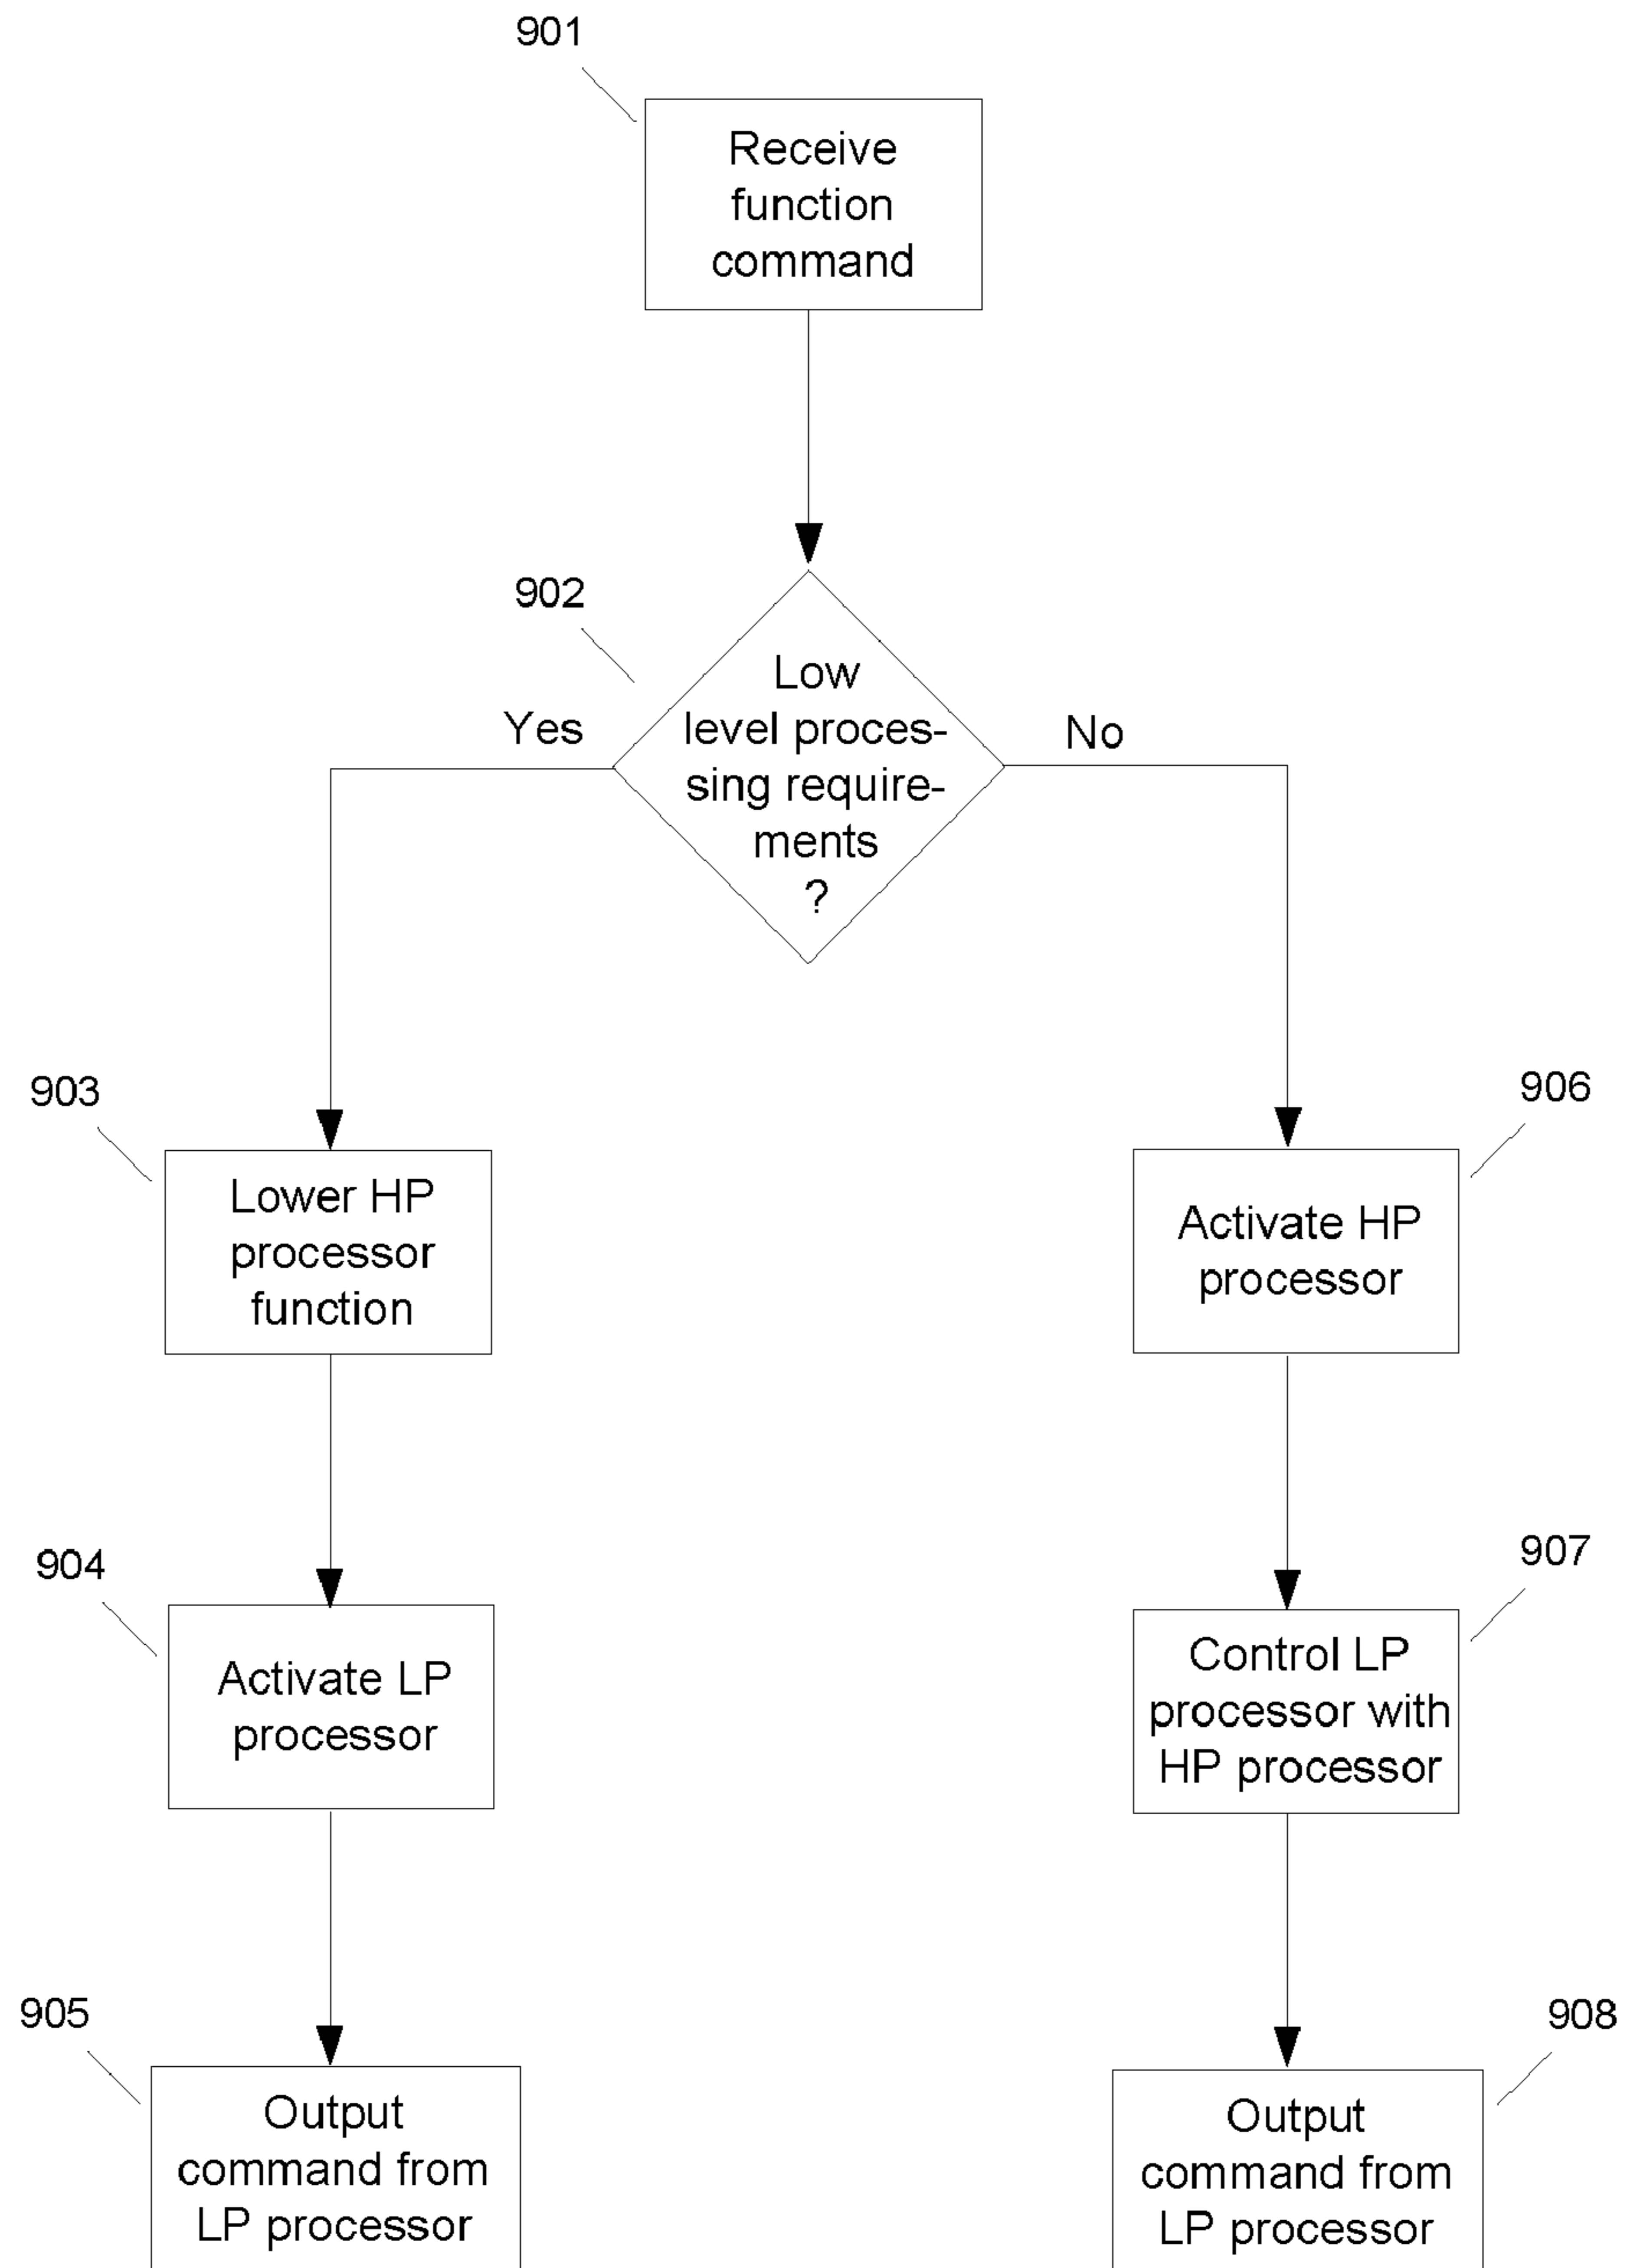 901
Receive
function
command
902
Low
level proces-
sing require-
ments
?
Yes
No
903
Lower HP
processor
function
906
Activate HP
processor
904
Activate LP
processor
907
Control LP
processor with
HP processor
905
Output
command from
LP processor
908
Output
command from
LP processor